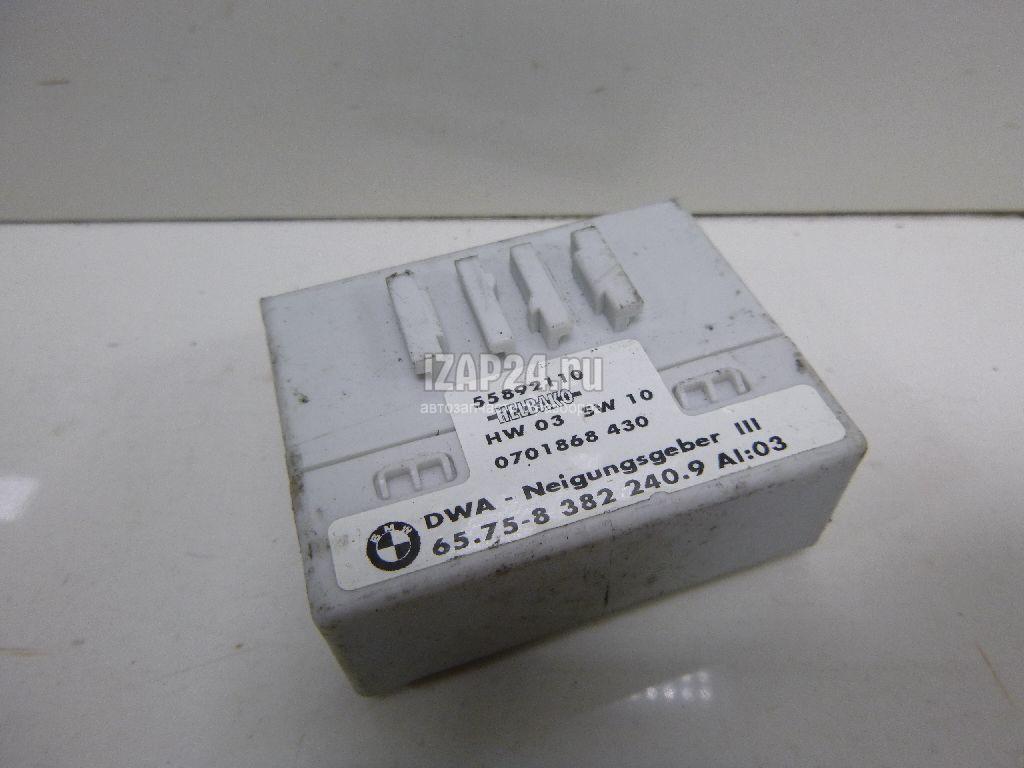 55892110
HELBAKO
HW 03 SW 10
0701868 430
DWA - Neigungsgeber III
65.75-8 382 240.9 AI:03
BMW
iZAP24.ru